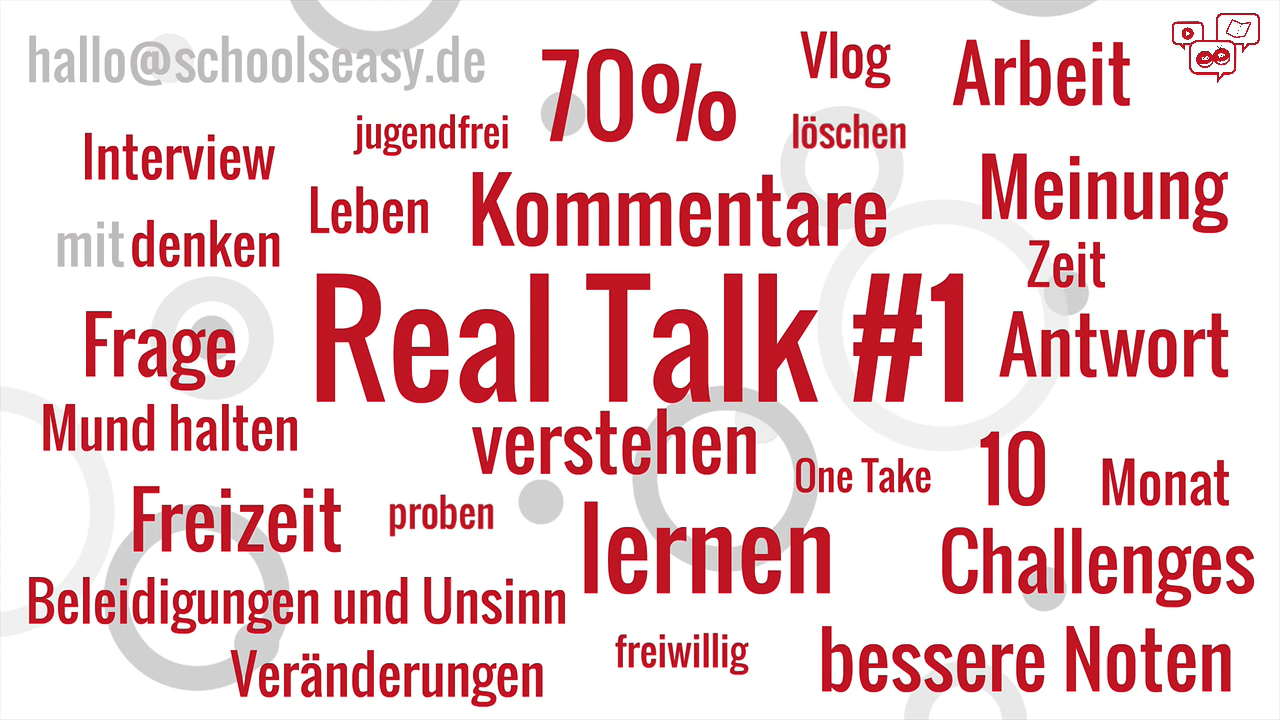 hallo@schoolseasy.de
70%
Vlog
Arbeit
jugendfrei
löschen
Interview
Leben
Kommentare
Meinung
mit denken
Zeit
Frage
Real Talk #1
Antwort
Mund halten
verstehen
One Take
10
Monat
Freizeit
proben
lernen
Challenges
Beleidigungen und Unsinn
freiwillig
bessere Noten
Veränderungen